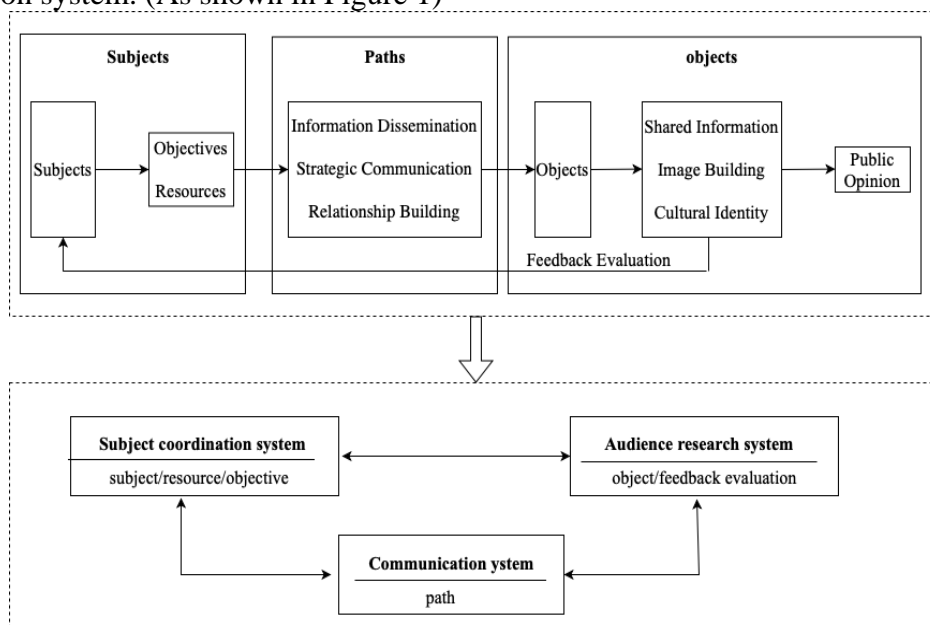 on system. (As shown in Figure 1)
Subjects
Paths
objects
Subjects
Objectives
Resources
Information Dissemination
Strategic Communication
Relationship Building
Objects
Shared Information
Image Building
Cultural Identity
Public
Opinion
Feedback Evaluation
Subject coordination system
subject/resource/objective
Audience research system
object/feedback evaluation
Communication ystem
path